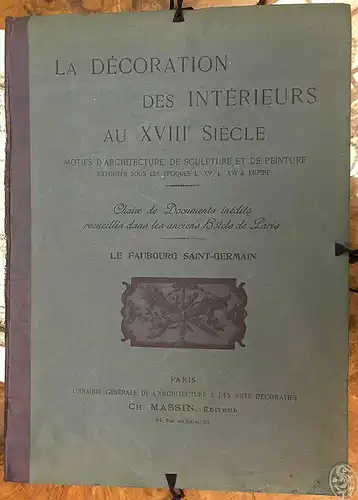 LA DÉCORATION
DES INTÉRIEURS
AU XVIIIE SIÈCLE
MOTIFS D'ARCHITECTURE, DE SCULPTURE ET DE PEINTURE
EXÉCUTÉS SOUS LES ÉPOQUES L. XV, L. XVI & EMPIRE
Choix de Documents inédits
recueillis dans les anciens Hôtels de Paris
LE FAUBOURG SAINT-GERMAIN
PARIS
LIBRAIRIE GÉNÉRALE DE L'ARCHITECTURE & DES ARTS DÉCORATIFS
CH. MASSIN, ÉDITEUR